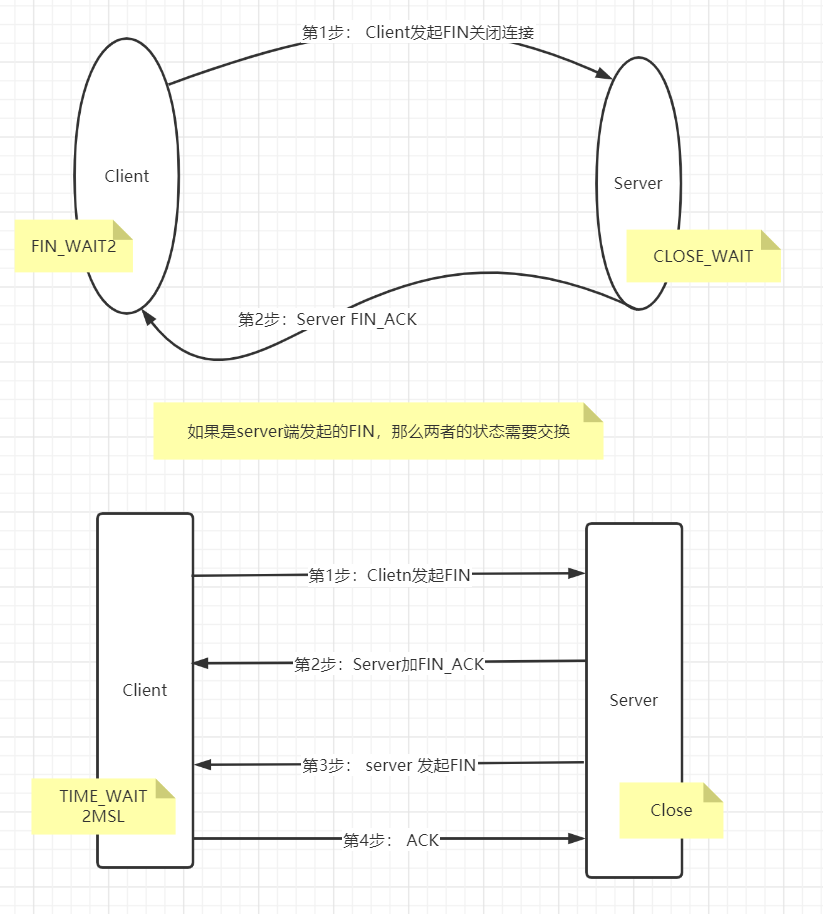 第1步： Client发起FIN关闭连接
Client
Server
FIN_WAIT2
CLOSE_WAIT
第2步：Server FIN_ACK
如果是server端发起的FIN，那么两者的状态需要交换
第1步：Clietn发起FIN
第2步：Server加FIN_ACK
Client
Server
第3步： server 发起FIN
TIME_WAIT
2MSL
Close
第4步： ACK